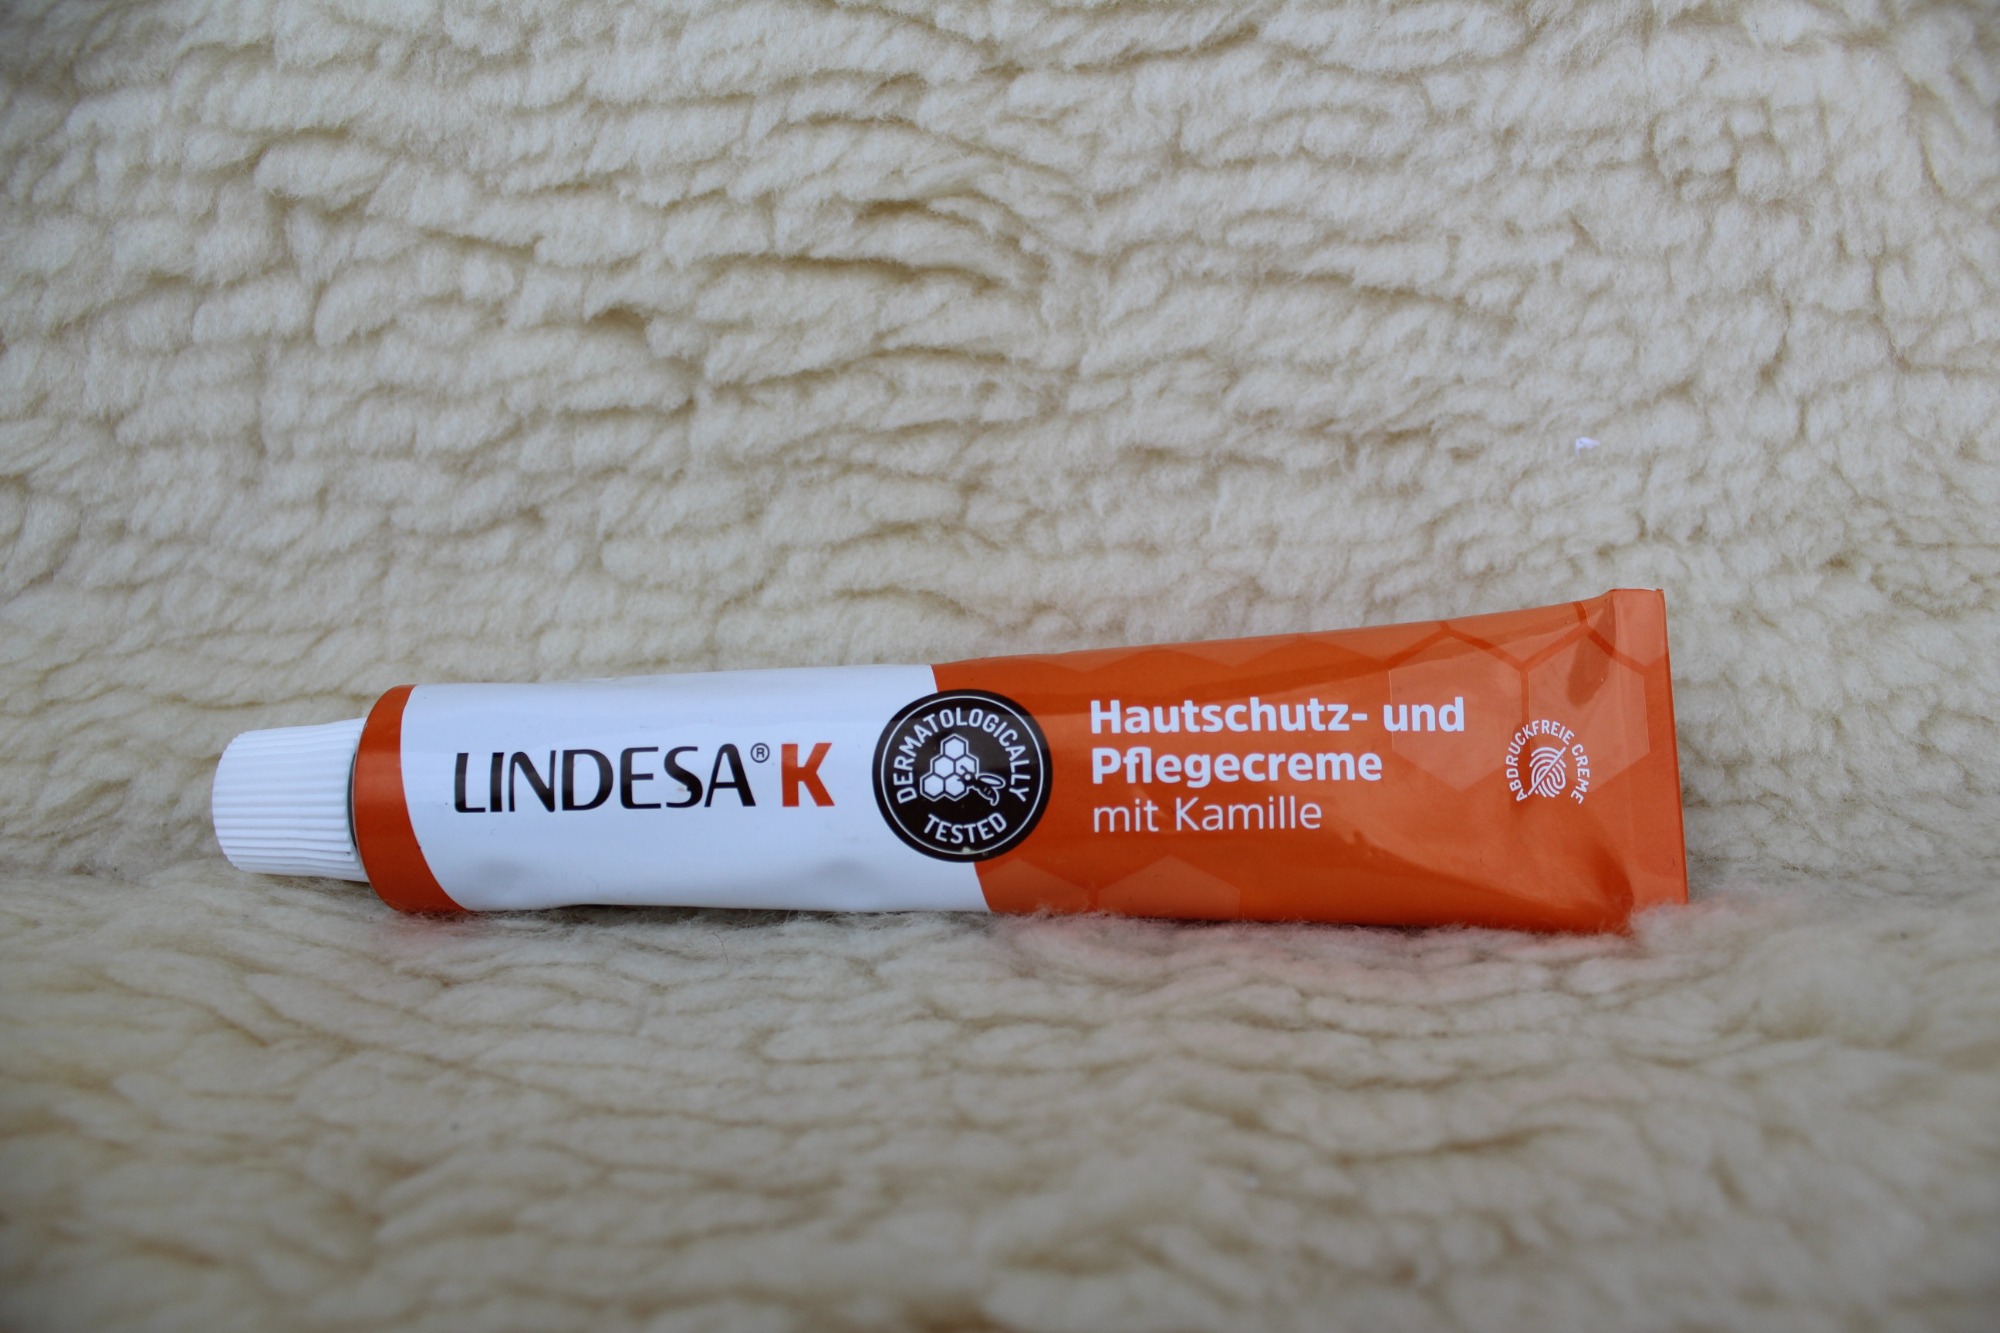 LINDESA® K
DERMATOLOGICALLY
TESTED
Hautschutz- und
Pflegecreme
mit Kamille
ABDRUCKFREIE CREME